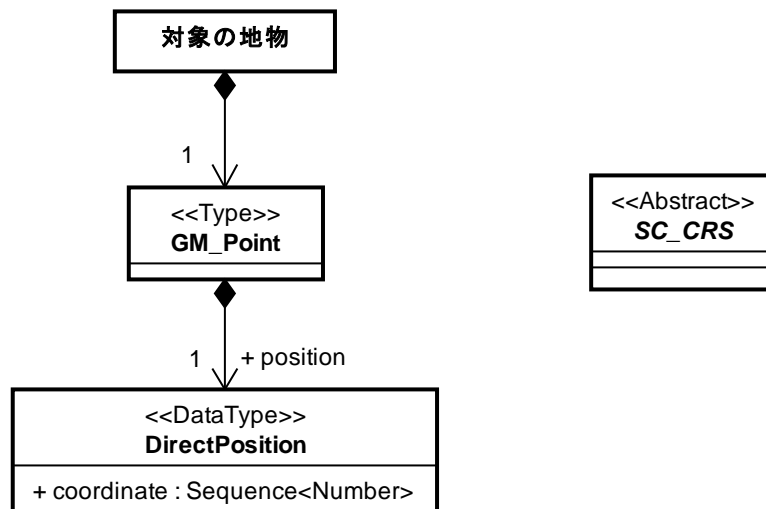 対象の地物
1
<<Type>>
GM_Point
<<Abstract>>
SC_CRS
1
+ position
<<DataType>>
DirectPosition
+ coordinate : Sequence<Number>